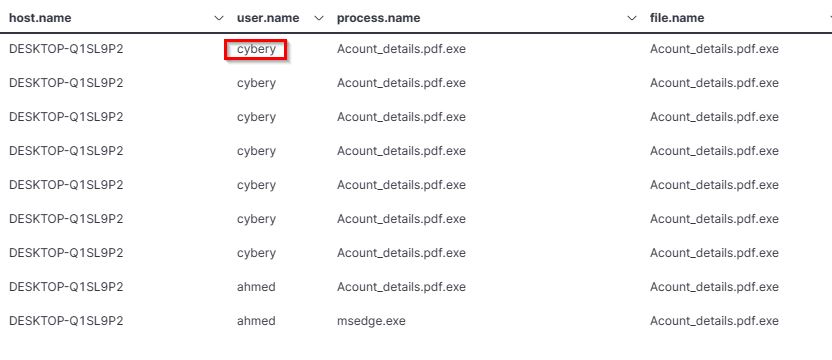 host.name user.name process.name file.name
DESKTOP-Q1SL9P2 cybery Acount_details.pdf.exe Acount_details.pdf.exe
DESKTOP-Q1SL9P2 cybery Acount_details.pdf.exe Acount_details.pdf.exe
DESKTOP-Q1SL9P2 cybery Acount_details.pdf.exe Acount_details.pdf.exe
DESKTOP-Q1SL9P2 cybery Acount_details.pdf.exe Acount_details.pdf.exe
DESKTOP-Q1SL9P2 cybery Acount_details.pdf.exe Acount_details.pdf.exe
DESKTOP-Q1SL9P2 cybery Acount_details.pdf.exe Acount_details.pdf.exe
DESKTOP-Q1SL9P2 cybery Acount_details.pdf.exe Acount_details.pdf.exe
DESKTOP-Q1SL9P2 ahmed Acount_details.pdf.exe Acount_details.pdf.exe
DESKTOP-Q1SL9P2 ahmed msedge.exe Acount_details.pdf.exe